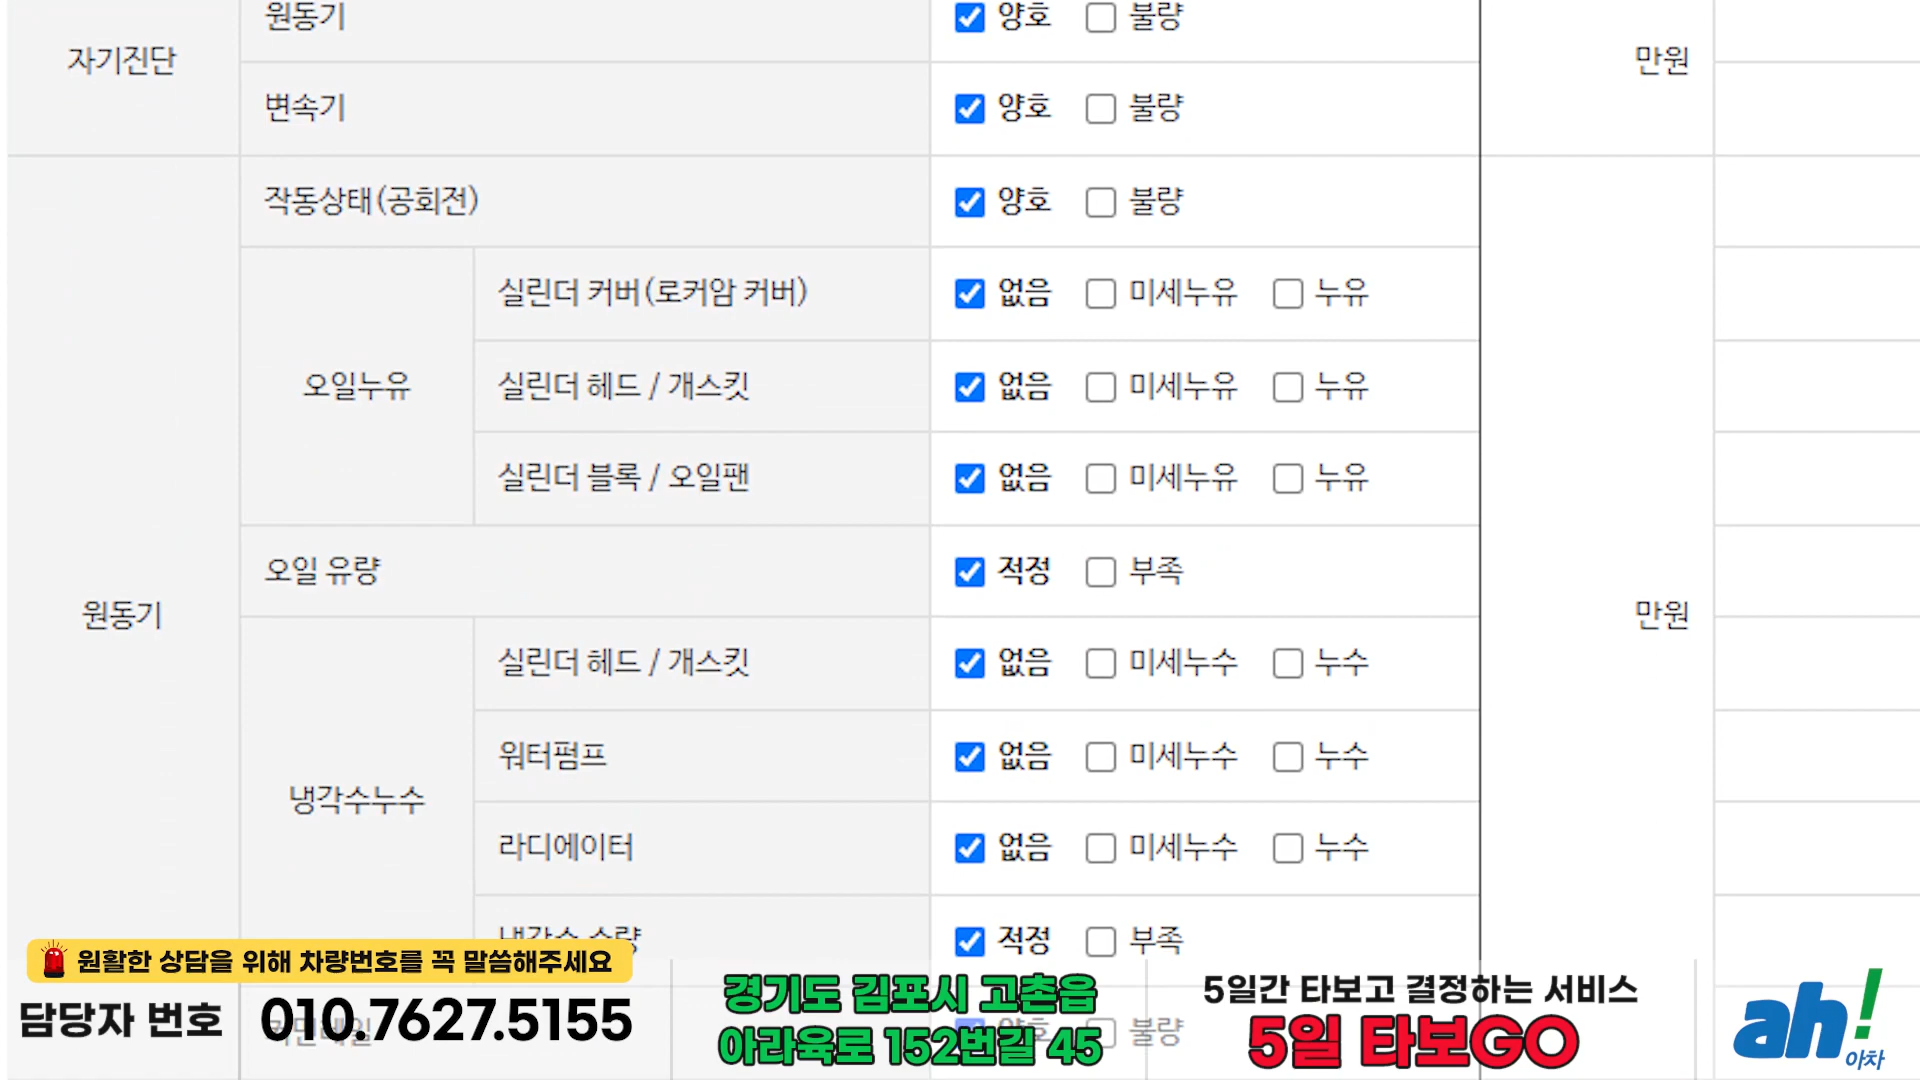 원동기 양호 불량
자기진단 만원
변속기 양호 불량
작동상태(공회전) 양호 불량
실린더 커버(로커암 커버) 없음 미세누유 누유
오일누유 실린더 헤드 / 개스킷 없음 미세누유 누유
실린더 블록 / 오일팬 없음 미세누유 누유
오일 유량 적정 부족
원동기 만원
실린더 헤드 / 개스킷 없음 미세누수 누수
워터펌프 없음 미세누수 누수
냉각수누수
라디에이터 없음 미세누수 누수
냉각수 수량 적정 부족
원활한 상담을 위해 차량번호를 꼭 말씀해주세요
담당자 번호 010.7627.5155
커먼레일 양호 불량
경기도 김포시 고촌읍
아라육로 152번길 45
5일간 타보고 결정하는 서비스
5일 타보GO
ah!
아차